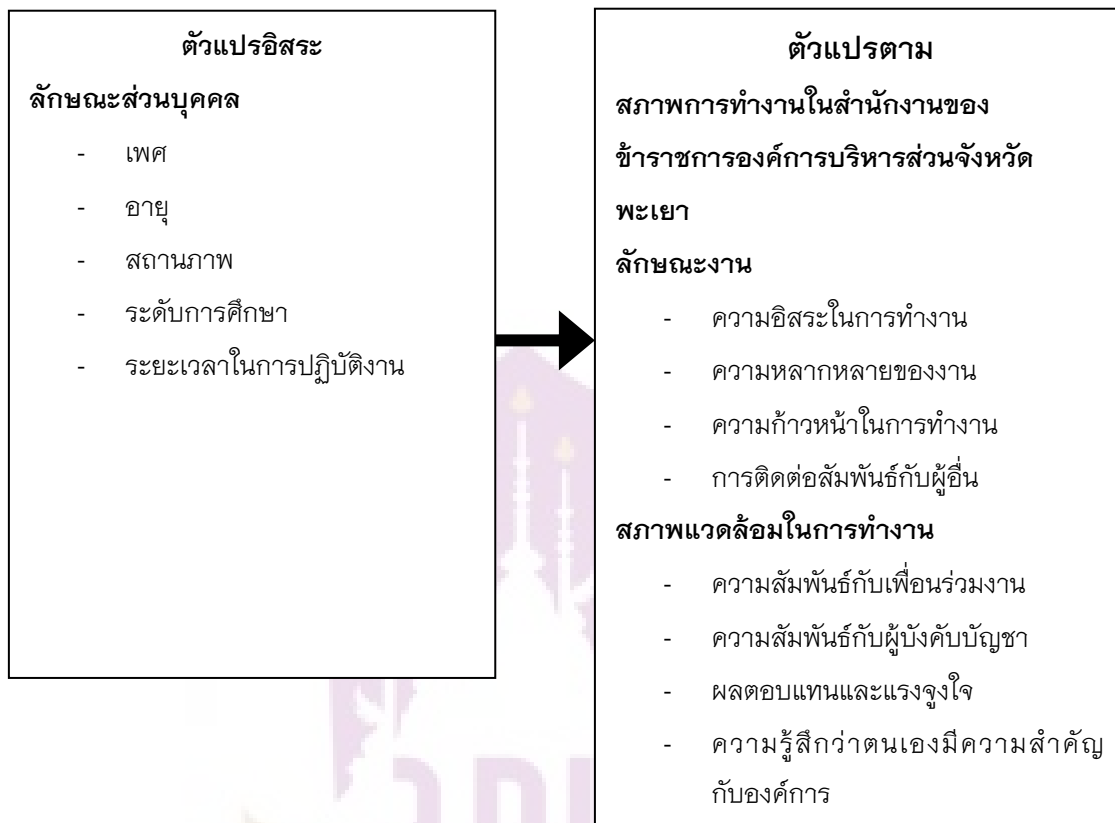 ตัวแปรอิสระ
ลักษณะส่วนบุคคล
- เพศ
- อายุ
- สถานภาพ
- ระดับการศึกษา
- ระยะเวลาในการปฏิบัติงาน
ตัวแปรตาม
สภาพการทำงานในสำนักงานของ
ข้าราชการองค์การบริหารส่วนจังหวัด
พะเยา
ลักษณะงาน
- ความอิสระในการทำงาน
- ความหลากหลายของงาน
- ความก้าวหน้าในการทำงาน
- การติดต่อสัมพันธ์กับผู้อื่น
สภาพแวดล้อมในการทำงาน
- ความสัมพันธ์กับเพื่อนร่วมงาน
- ความสัมพันธ์กับผู้บังคับบัญชา
- ผลตอบแทนและแรงจูงใจ
- ความรู้สึกว่าตนเองมีความสำคัญ
กับองค์การ